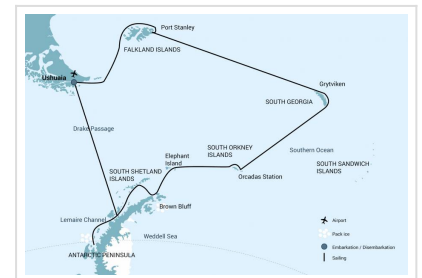 Port Stanley
FALKLAND ISLANDS
Ushuaia
Grytviken
SOUTH GEORGIA
Drake Passage
Elephant
Island
SOUTH ORKNEY
ISLANDS
Southern Ocean
SOUTH SHETLAND
ISLANDS
Orcadas Station
SOUTH SANDWICH
ISLANDS
Brown Bluff
Lemaire Channel
Weddell Sea
ANTARCTIC PENINSULA
Airport
Pack ice
Embarkation / Disembarkation
Sailing